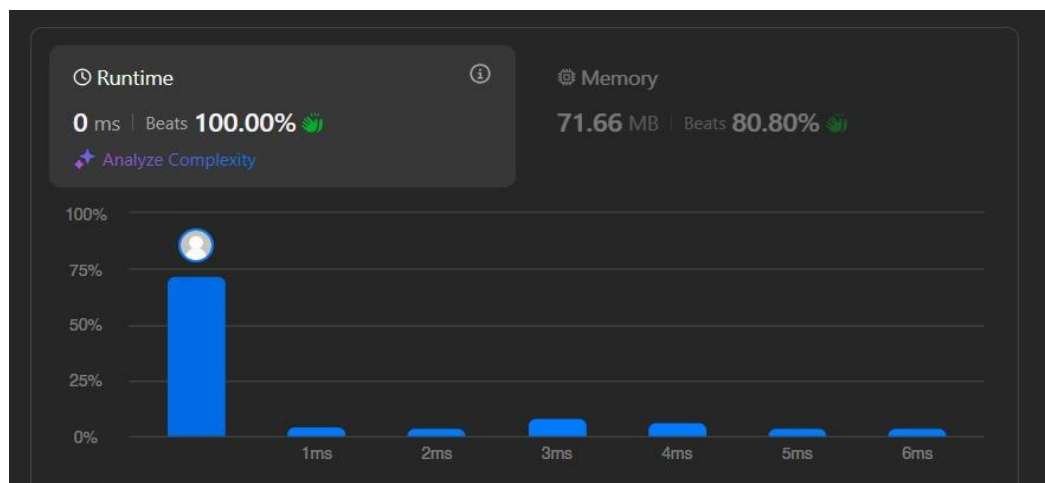 Runtime
0 ms | Beats 100.00%
Analyze Complexity
Memory
71.66 MB | Beats 80.80%
100%
75%
50%
25%
0%
1ms 2ms 3ms 4ms 5ms 6ms